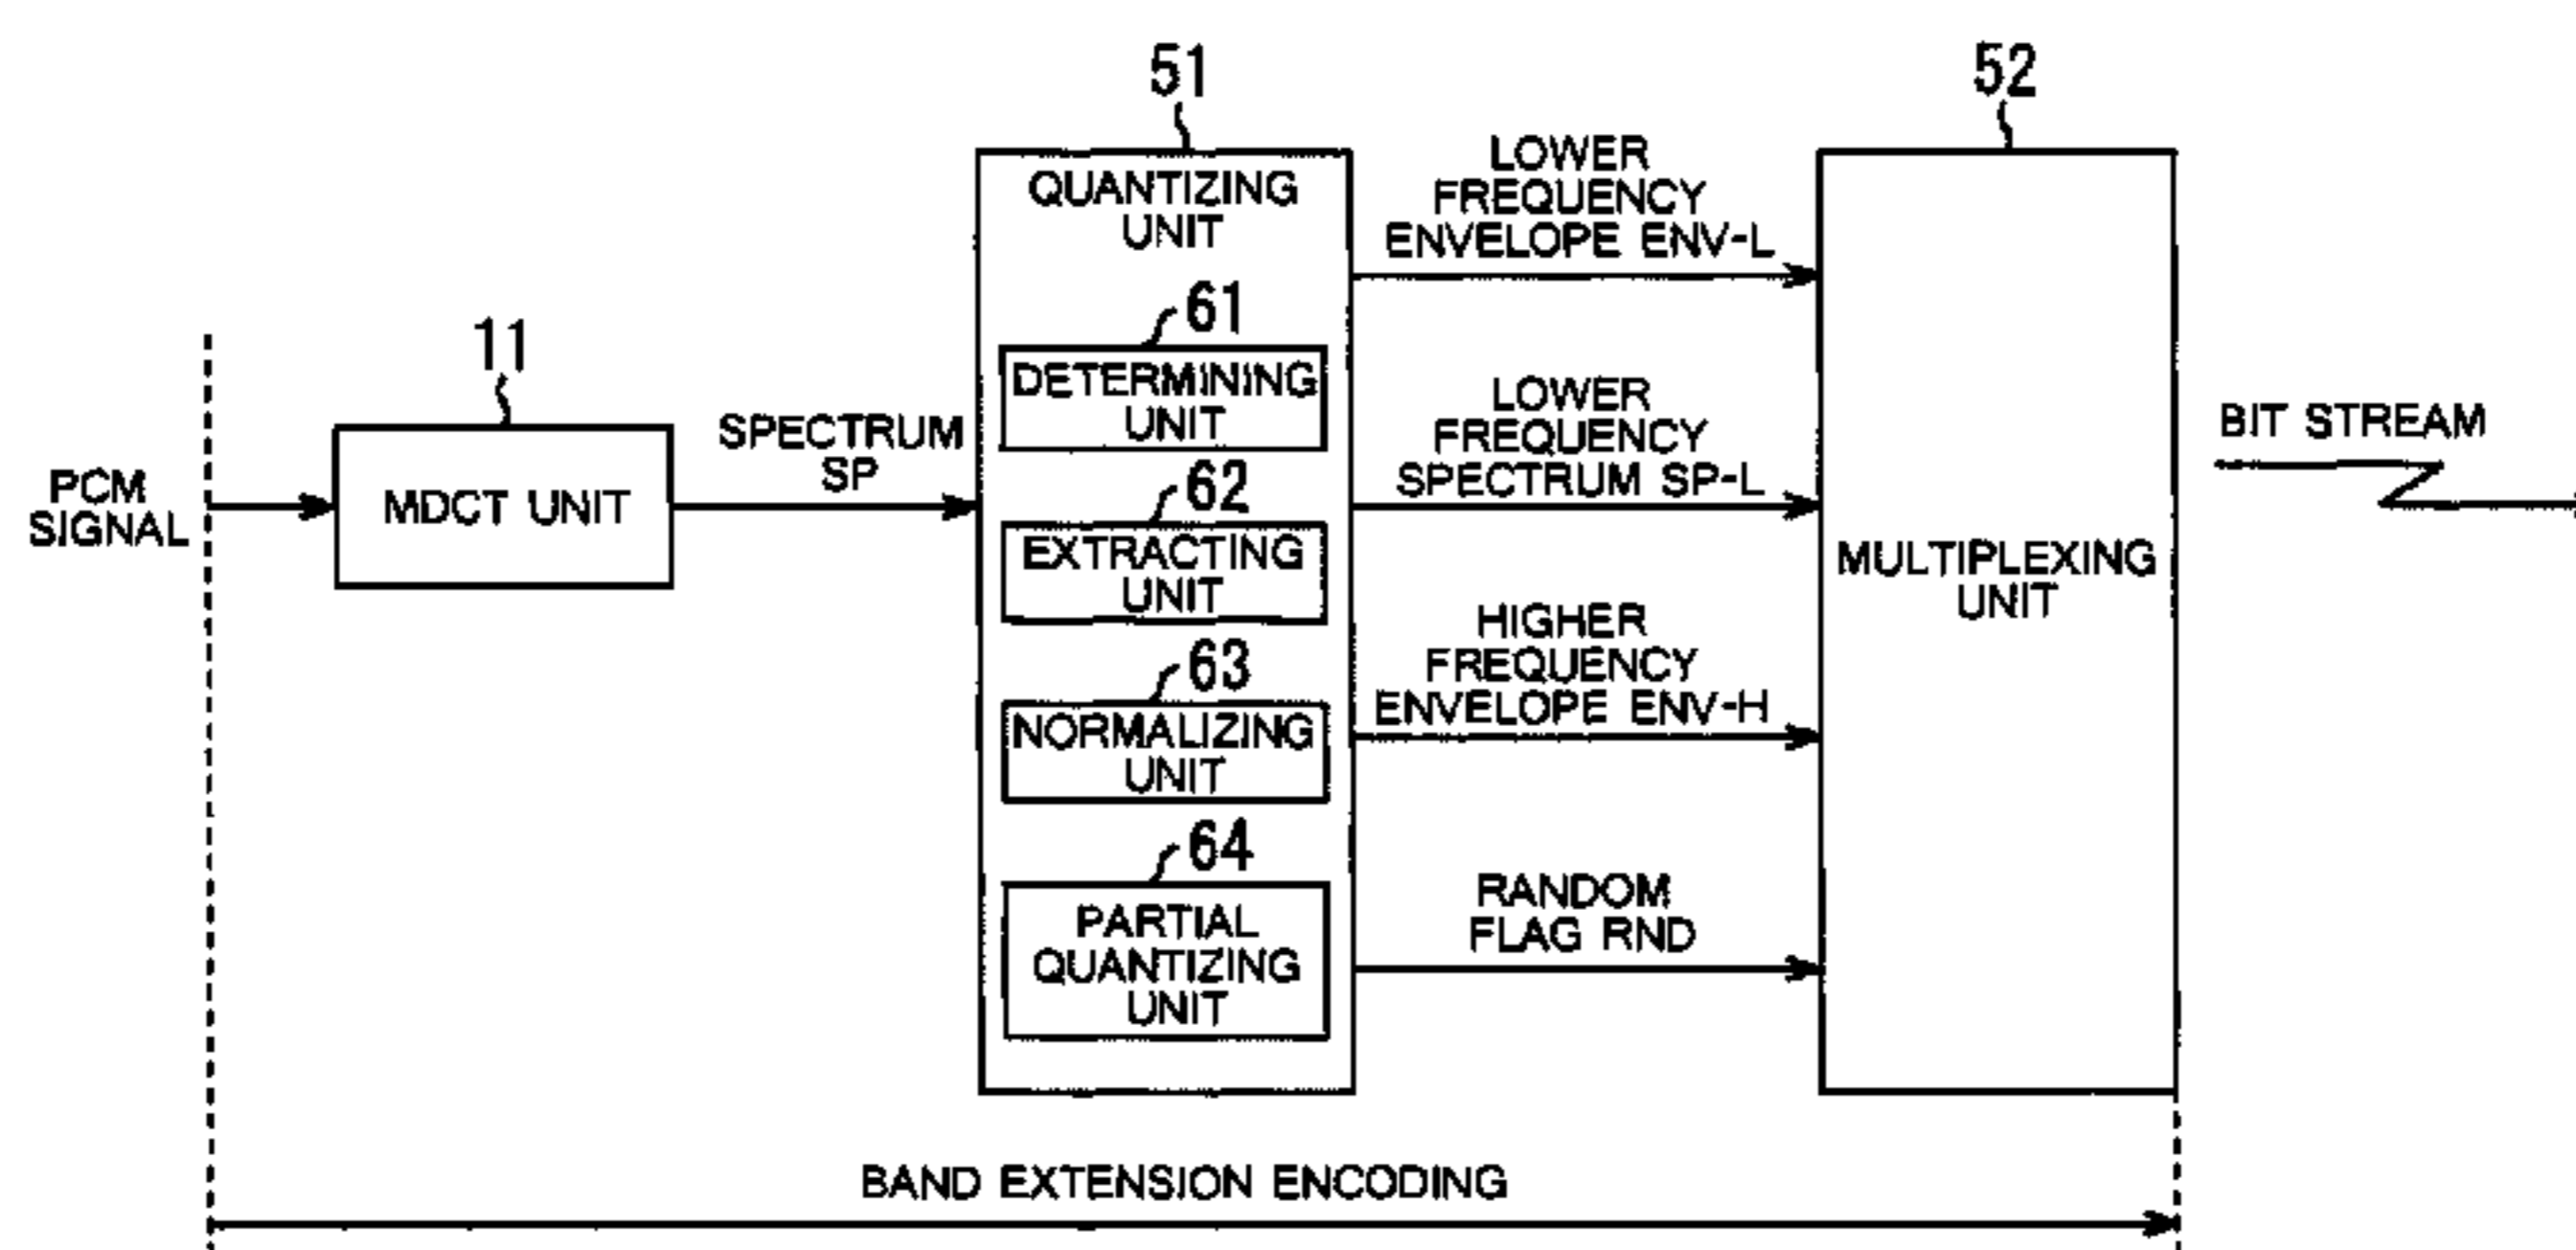 51
52
QUANTIZING
UNIT
LOWER
FREQUENCY
ENVELOPE ENV-L
61
DETERMINING
UNIT
11
MDCT UNIT
PCM
SIGNAL
SPECTRUM
SP
LOWER
FREQUENCY
SPECTRUM SP-L
62
EXTRACTING
UNIT
BIT STREAM
MULTIPLEXING
UNIT
63
NORMALIZING
UNIT
HIGHER
FREQUENCY
ENVELOPE ENV-H
64
PARTIAL
QUANTIZING
UNIT
RANDOM
FLAG RND
BAND EXTENSION ENCODING